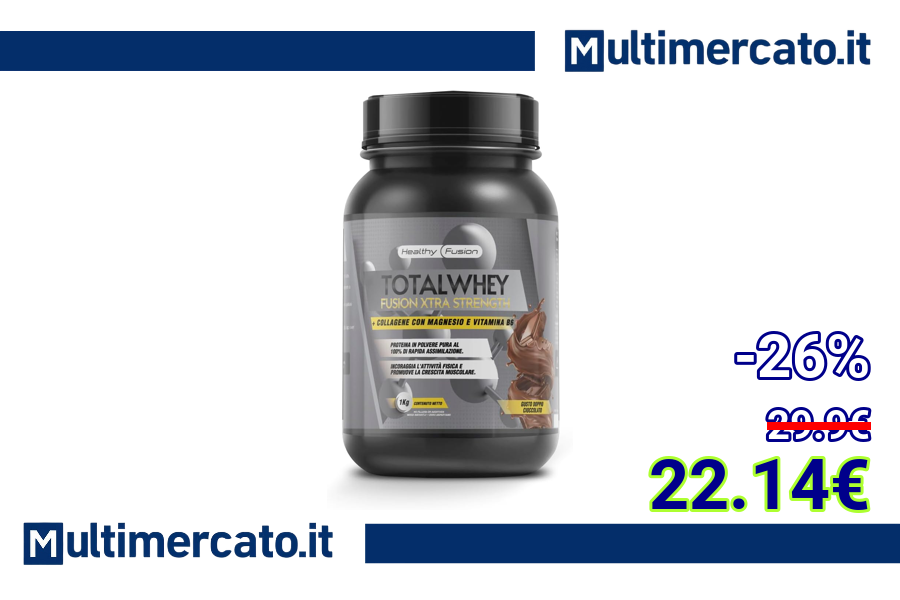 Multimercato.it
Healthy Fusion
TOTALWHEY
FUSION XTRA STRENGTH
+ COLLAGENE CON MAGNESIO E VITAMINA B6
PROTEINA IN POLVERE PURA AL
100% DI RAPIDA ASSIMILAZIONE.
INCORAGGIA L'ATTIVITÀ FISICA E
PROMUOVE LA CRESCITA MUSCOLARE.
1Kg CONTENUTO NETTO
GUSTO DOPPIO
CIOCCOLATO
-26%
29.9€
22.14€
Multimercato.it